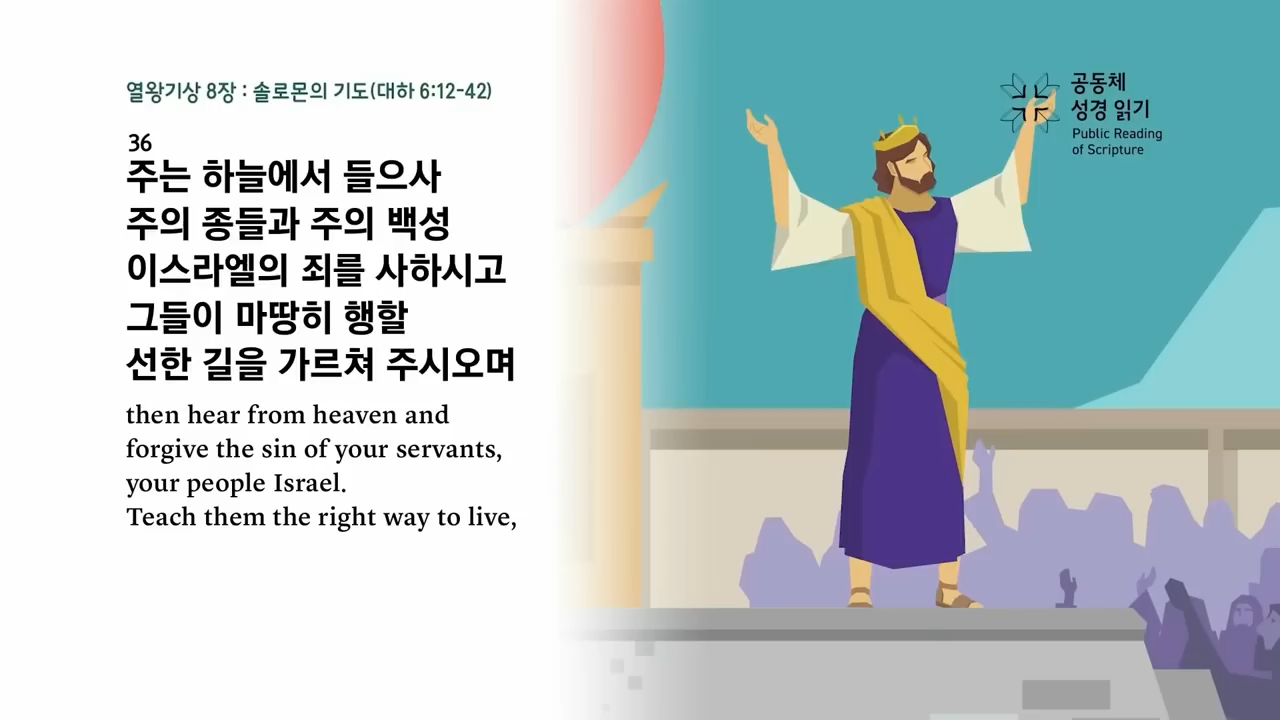 열왕기상 8장 : 솔로몬의 기도(대하 6:12-42)
36
주는 하늘에서 들으사
주의 종들과 주의 백성
이스라엘의 죄를 사하시고
그들이 마땅히 행할
선한 길을 가르쳐 주시오며
then hear from heaven and
forgive the sin of your servants,
your people Israel.
Teach them the right way to live,
공동체
성경 읽기
Public Reading
of Scripture